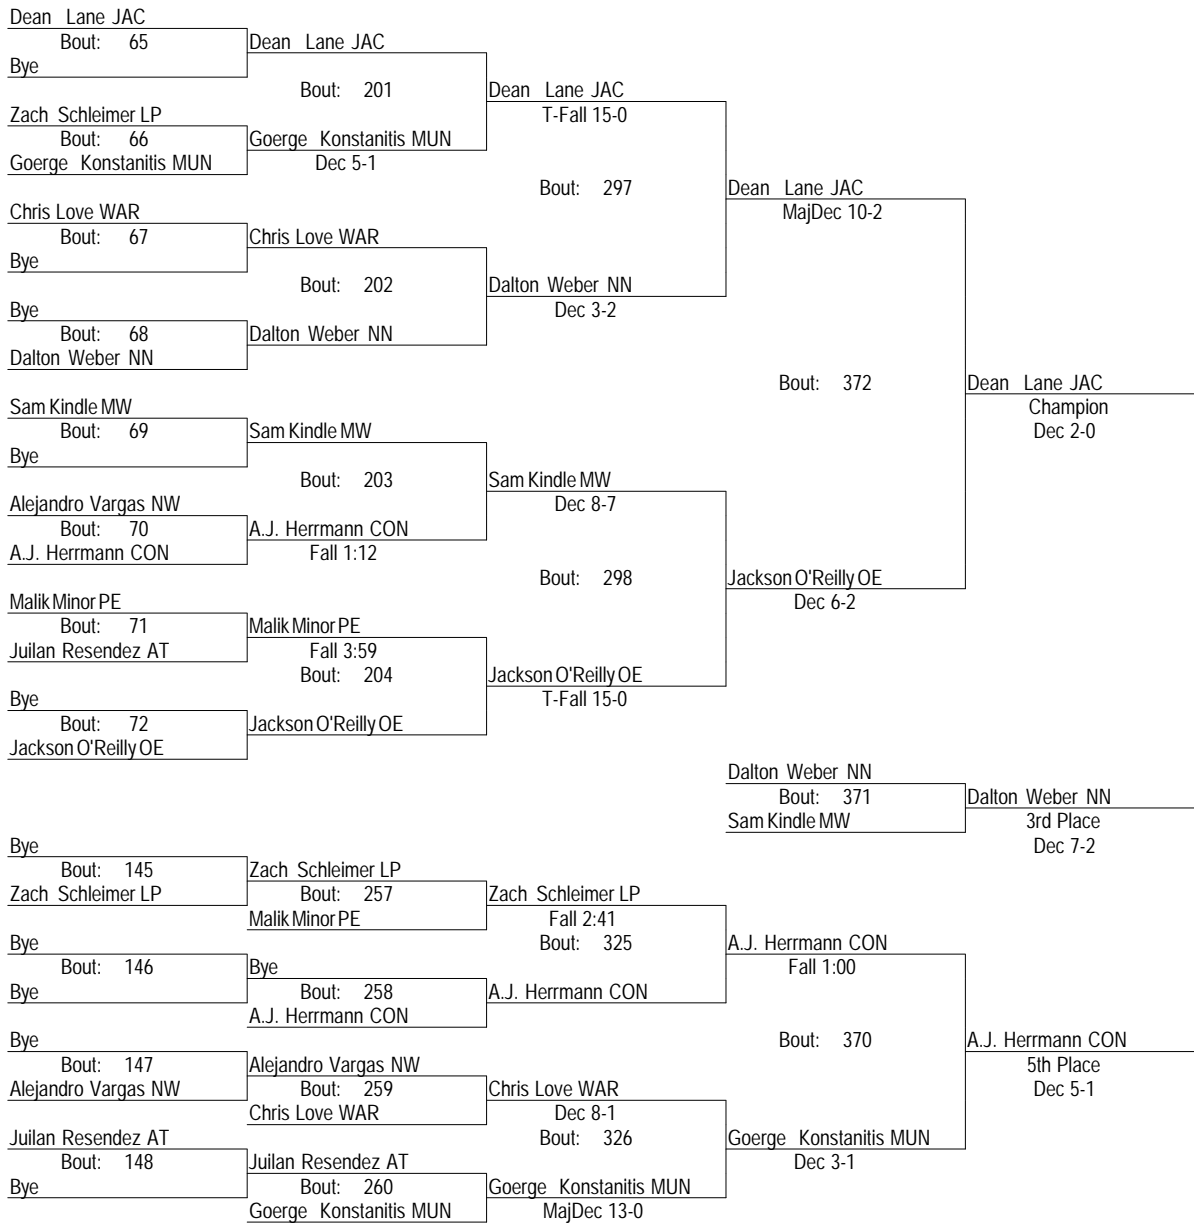 Dean Lane JAC
Bout: 65
Dean Lane JAC
Bye
Bout: 201
Dean Lane JAC
Zach Schleimer LP
T-Fall 15-0
Bout: 66
Goerge Konstanitis MUN
Goerge Konstanitis MUN
Dec 5-1
Bout: 297
Dean Lane JAC
Chris Love WAR
MajDec 10-2
Bout: 67
Chris Love WAR
Bye
Bout: 202
Dalton Weber NN
Bye
Dec 3-2
Bout: 68
Dalton Weber NN
Dalton Weber NN
Bout: 372
Dean Lane JAC
Sam Kindle MW
Champion
Bout: 69
Sam Kindle MW
Dec 2-0
Bye
Bout: 203
Sam Kindle MW
Alejandro Vargas NW
Dec 8-7
Bout: 70
A.J. Herrmann CON
A.J. Herrmann CON
Fall 1:12
Bout: 298
Jackson O'Reilly OE
Malik Minor PE
Dec 6-2
Bout: 71
Malik Minor PE
Juilan Resendez AT
Fall 3:59
Bout: 204
Jackson O'Reilly OE
Bye
T-Fall 15-0
Bout: 72
Jackson O'Reilly OE
Jackson O'Reilly OE
Dalton Weber NN
Bout: 371
Dalton Weber NN
Sam Kindle MW
3rd Place
Dec 7-2
Bye
Bout: 145
Zach Schleimer LP
Zach Schleimer LP
Bout: 257
Zach Schleimer LP
Malik Minor PE
Fall 2:41
Bye
Bout: 325
A.J. Herrmann CON
Bout: 146
Bye
Fall 1:00
Bye
Bout: 258
A.J. Herrmann CON
A.J. Herrmann CON
Bye
Bout: 370
A.J. Herrmann CON
Bout: 147
Alejandro Vargas NW
5th Place
Alejandro Vargas NW
Bout: 259
Chris Love WAR
Dec 5-1
Chris Love WAR
Dec 8-1
Juilan Resendez AT
Bout: 326
Goerge Konstanitis MUN
Bout: 148
Juilan Resendez AT
Dec 3-1
Bye
Bout: 260
Goerge Konstanitis MUN
Goerge Konstanitis MUN
MajDec 13-0